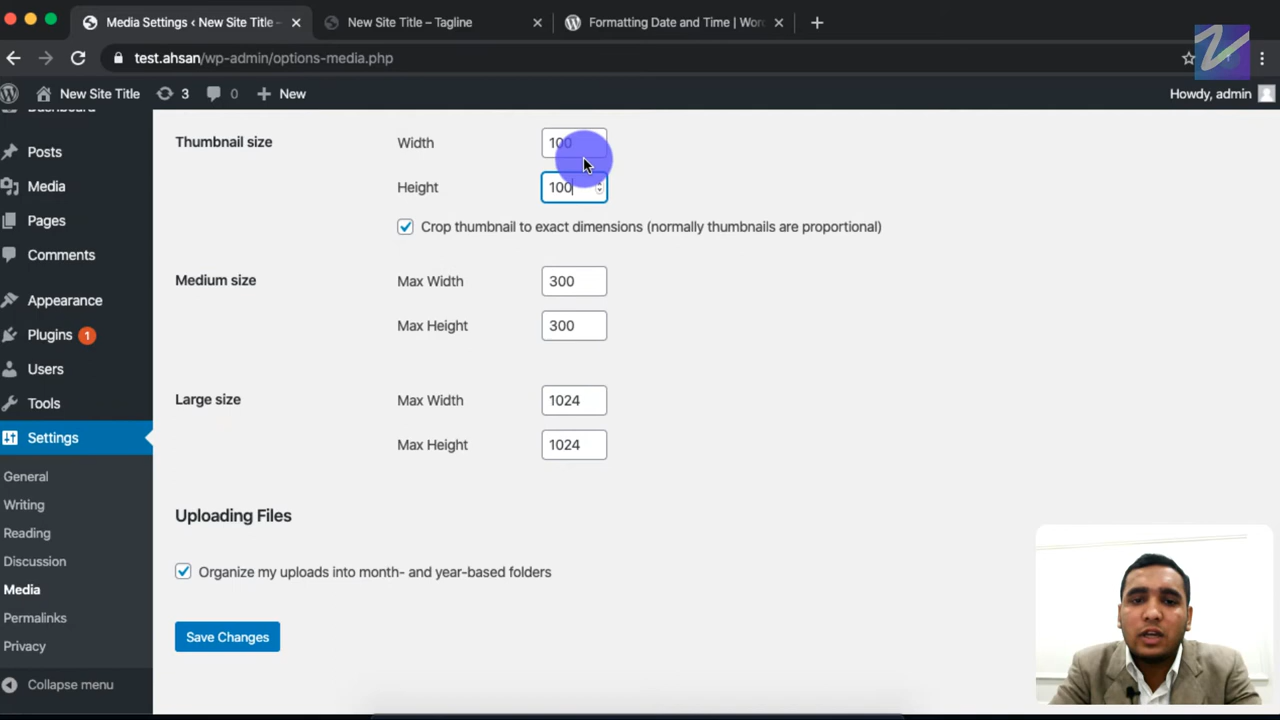 Media Settings ‹ New Site Title –
New Site Title – Tagline
Formatting Date and Time | Wor
test.ahsan/wp-admin/options-media.php
New Site Title
3
0
New
Howdy, admin
Posts
Media
Pages
Comments
Appearance
Plugins 1
Users
Tools
Settings
General
Writing
Reading
Discussion
Media
Permalinks
Privacy
Collapse menu
Thumbnail size
Width 100
Height 100
Crop thumbnail to exact dimensions (normally thumbnails are proportional)
Medium size
Max Width 300
Max Height 300
Large size
Max Width 1024
Max Height 1024
Uploading Files
Organize my uploads into month- and year-based folders
Save Changes